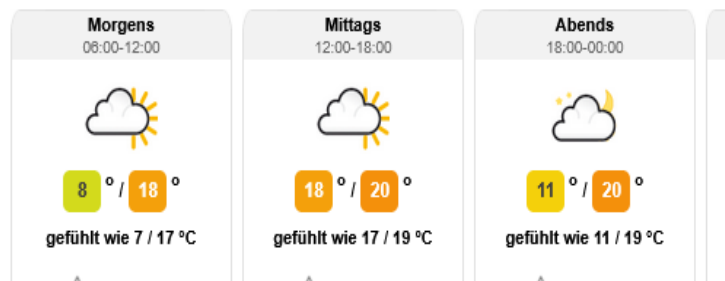 Morgens
06:00-12:00
8 ° / 18 °
gefühlt wie 7 / 17 °C
Mittags
12:00-18:00
18 ° / 20 °
gefühlt wie 17 / 19 °C
Abends
18:00-00:00
11 ° / 20 °
gefühlt wie 11 / 19 °C